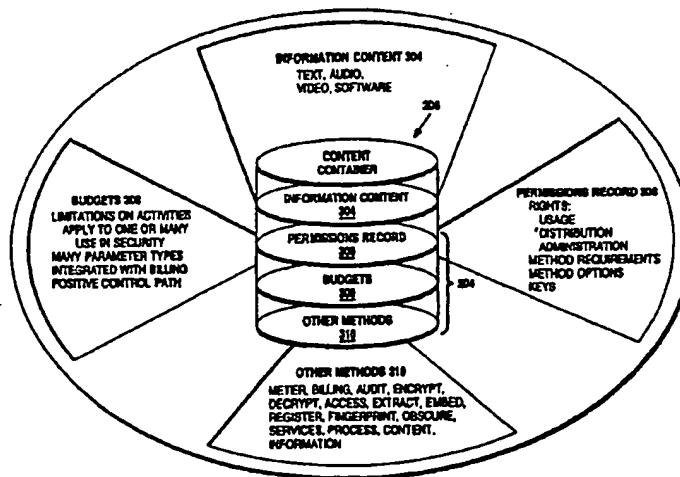 INFORMATION CONTENT 304
TEXT, AUDIO,
VIDEO, SOFTWARE
CONTENT
CONTAINER
INFORMATION CONTENT
304
PERMISSIONS RECORD
BUDGETS
OTHER METHODS
BUDGETS
LIMITATIONS ON ACTIVITIES
APPLY TO ONE OR MANY
USE IN SECURITY
MANY PARAMETER TYPES
INTEGRATED WITH BILLING
POSITIVE CONTROL PATH
PERMISSIONS RECORD
RIGHTS:
USAGE
DISTRIBUTION
ADMINISTRATION
METHOD REQUIREMENTS
METHOD OPTIONS
KEYS
OTHER METHODS
METER, BILLING, AUDIT, ENCRYPT,
DECRYPT, ACCESS, EXTRACT, EMBED,
REGISTER, FINGERPRINT, OBSCURE,
SERVICES, PROCESS, CONTENT,
INFORMATION